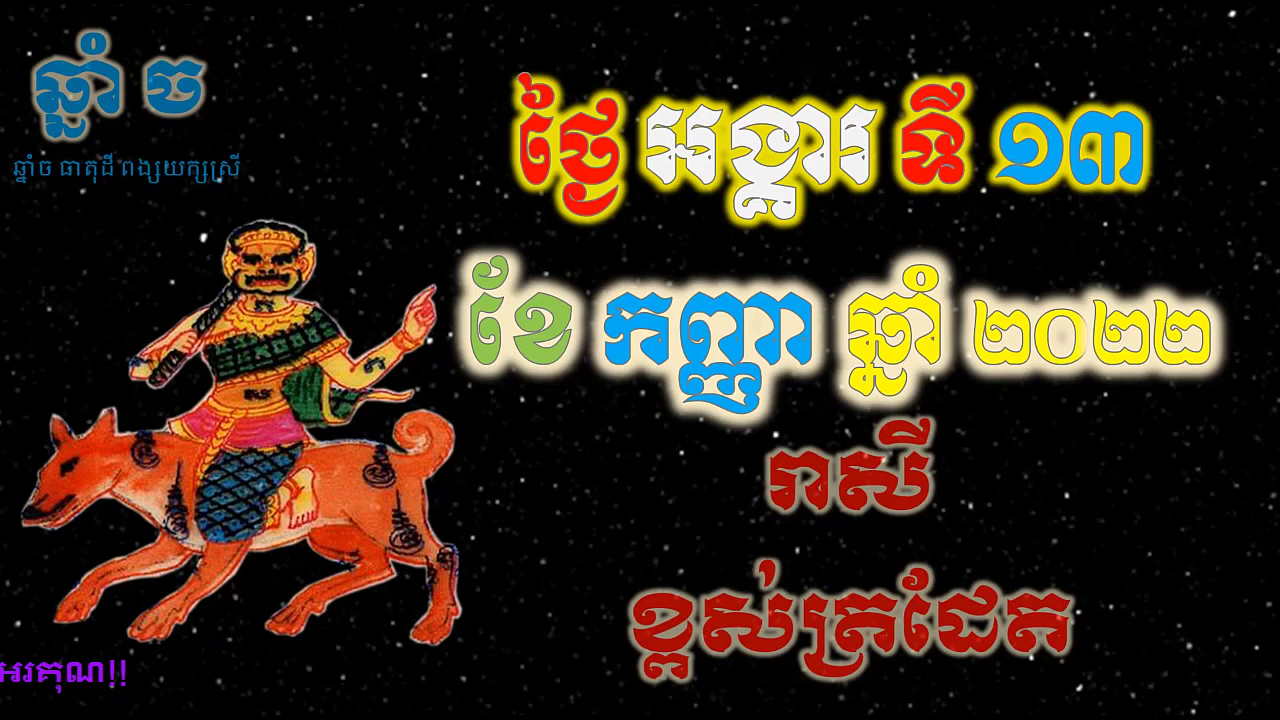 ឆ្នាំ ច
ឆ្នាំច ធាតុដី ពង្សយក្សស្រី
ថ្ងៃ អង្គារ ទី ១៣
ខែ កញ្ញា ឆ្នាំ ២០២២
រាសី
ខ្ពស់ត្រដែត
អរគុណ!!